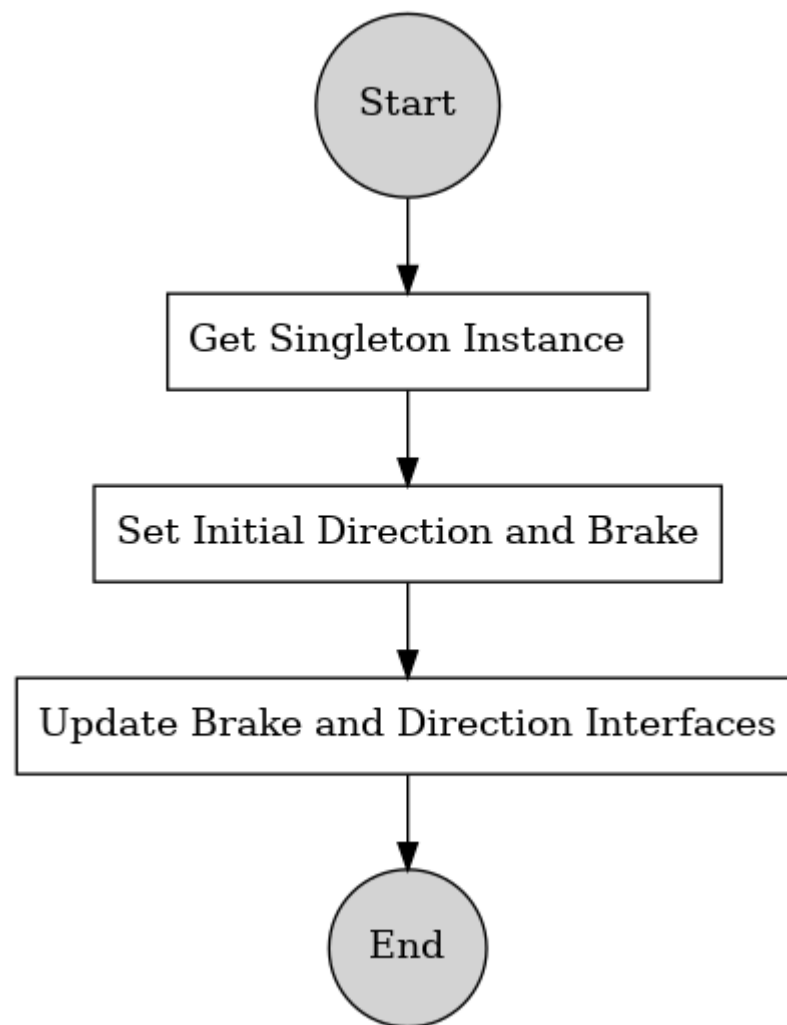 Start
Get Singleton Instance
Set Initial Direction and Brake
Update Brake and Direction Interfaces
End